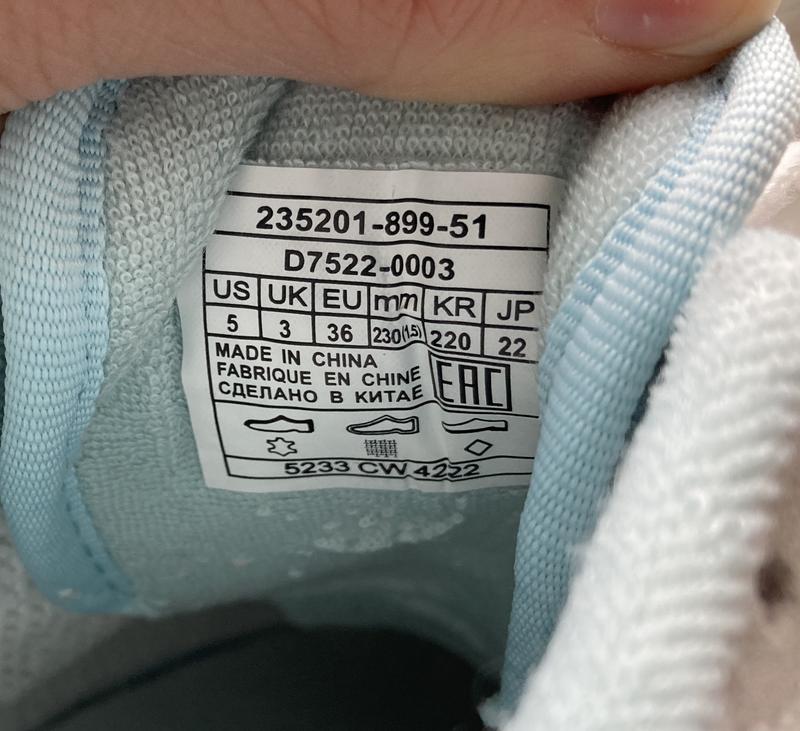 235201-899-51
D7522-0003
US UK EU mm KR JP
5 3 36 230(1.5) 220 22
MADE IN CHINA
FABRIQUE EN CHINE
СДЕЛАНО В КИТАЕ
EAC
5233 CW 4222